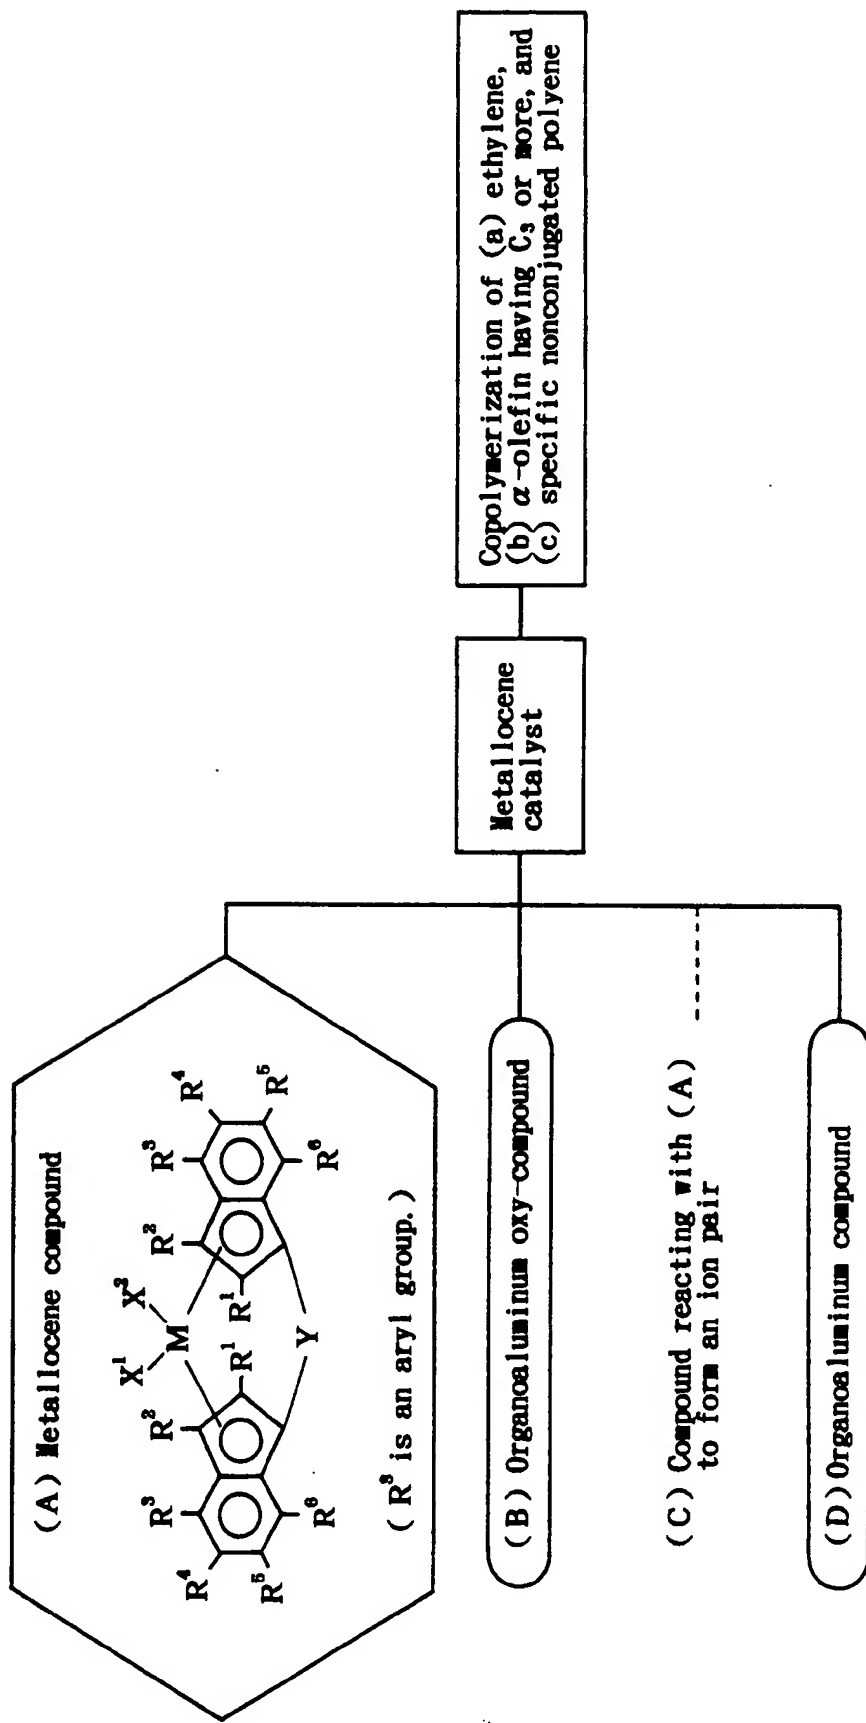 (A) Metallocene compound
X¹ X²
M
R³ R² R¹ R¹ R² R³
R⁴ R⁴
R⁵ R⁶ Y R⁶ R⁵
(R³ is an aryl group.)
(B) Organoaluminum oxy-compound
(C) Compound reacting with (A)
to form an ion pair
(D) Organoaluminum compound
Metallocene
catalyst
Copolymerization of (a) ethylene,
(b) α-olefin having C₃ or more, and
(c) specific nonconjugated polyene